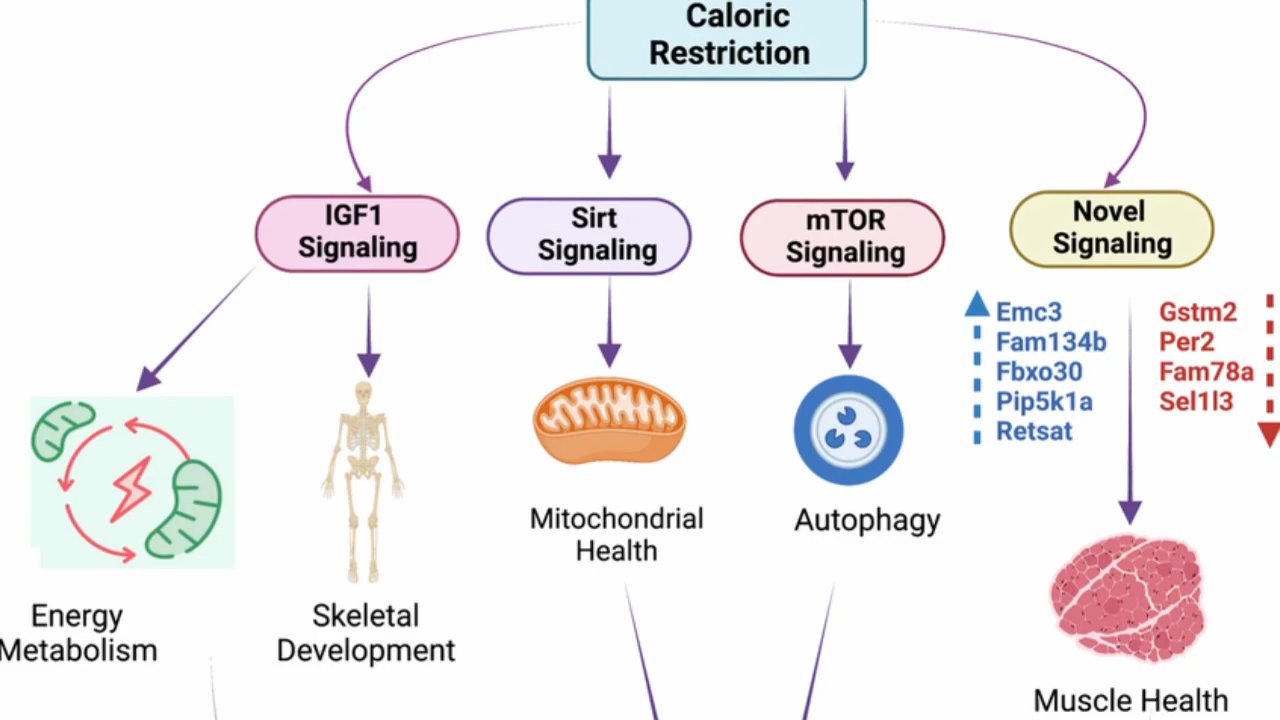 Caloric
Restriction
IGF1
Signaling
Sirt
Signaling
mTOR
Signaling
Novel
Signaling
Emc3
Fam134b
Fbxo30
Pip5k1a
Retsat
Gstm2
Per2
Fam78a
Sel1l3
Mitochondrial
Health
Autophagy
Energy
Metabolism
Skeletal
Development
Muscle Health